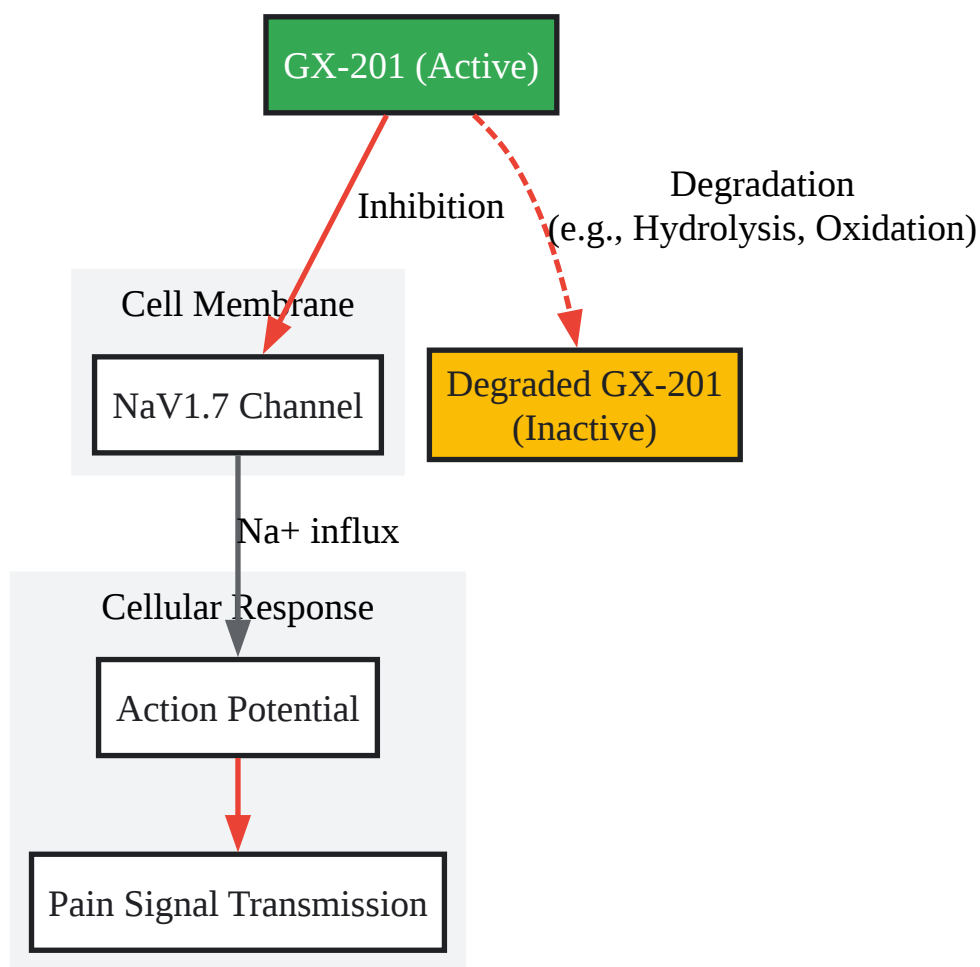 GX-201 (Active)
Inhibition
Degradation
(e.g., Hydrolysis, Oxidation)
Cell Membrane
NaV1.7 Channel
Degraded GX-201
(Inactive)
Na+ influx
Cellular Response
Action Potential
Pain Signal Transmission